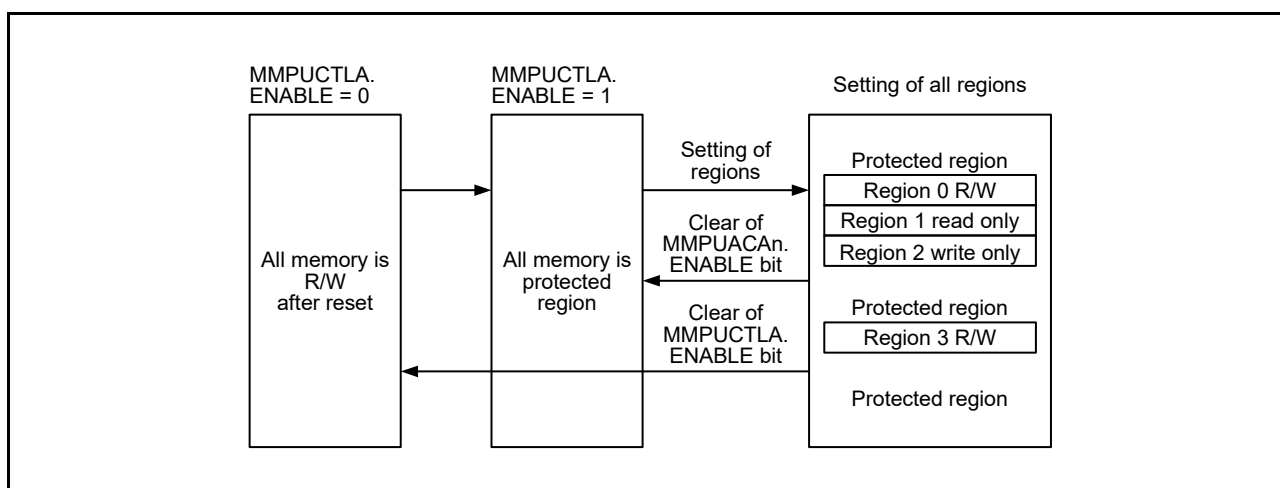 MMPUCTLA.
ENABLE = 0
All memory is
R/W
after reset
MMPUCTLA.
ENABLE = 1
All memory is
protected
region
Setting of
regions
Clear of
MMPUACAn.
ENABLE bit
Clear of
MMPUCTLA.
ENABLE bit
Setting of all regions
Protected region
Region 0 R/W
Region 1 read only
Region 2 write only
Protected region
Region 3 R/W
Protected region